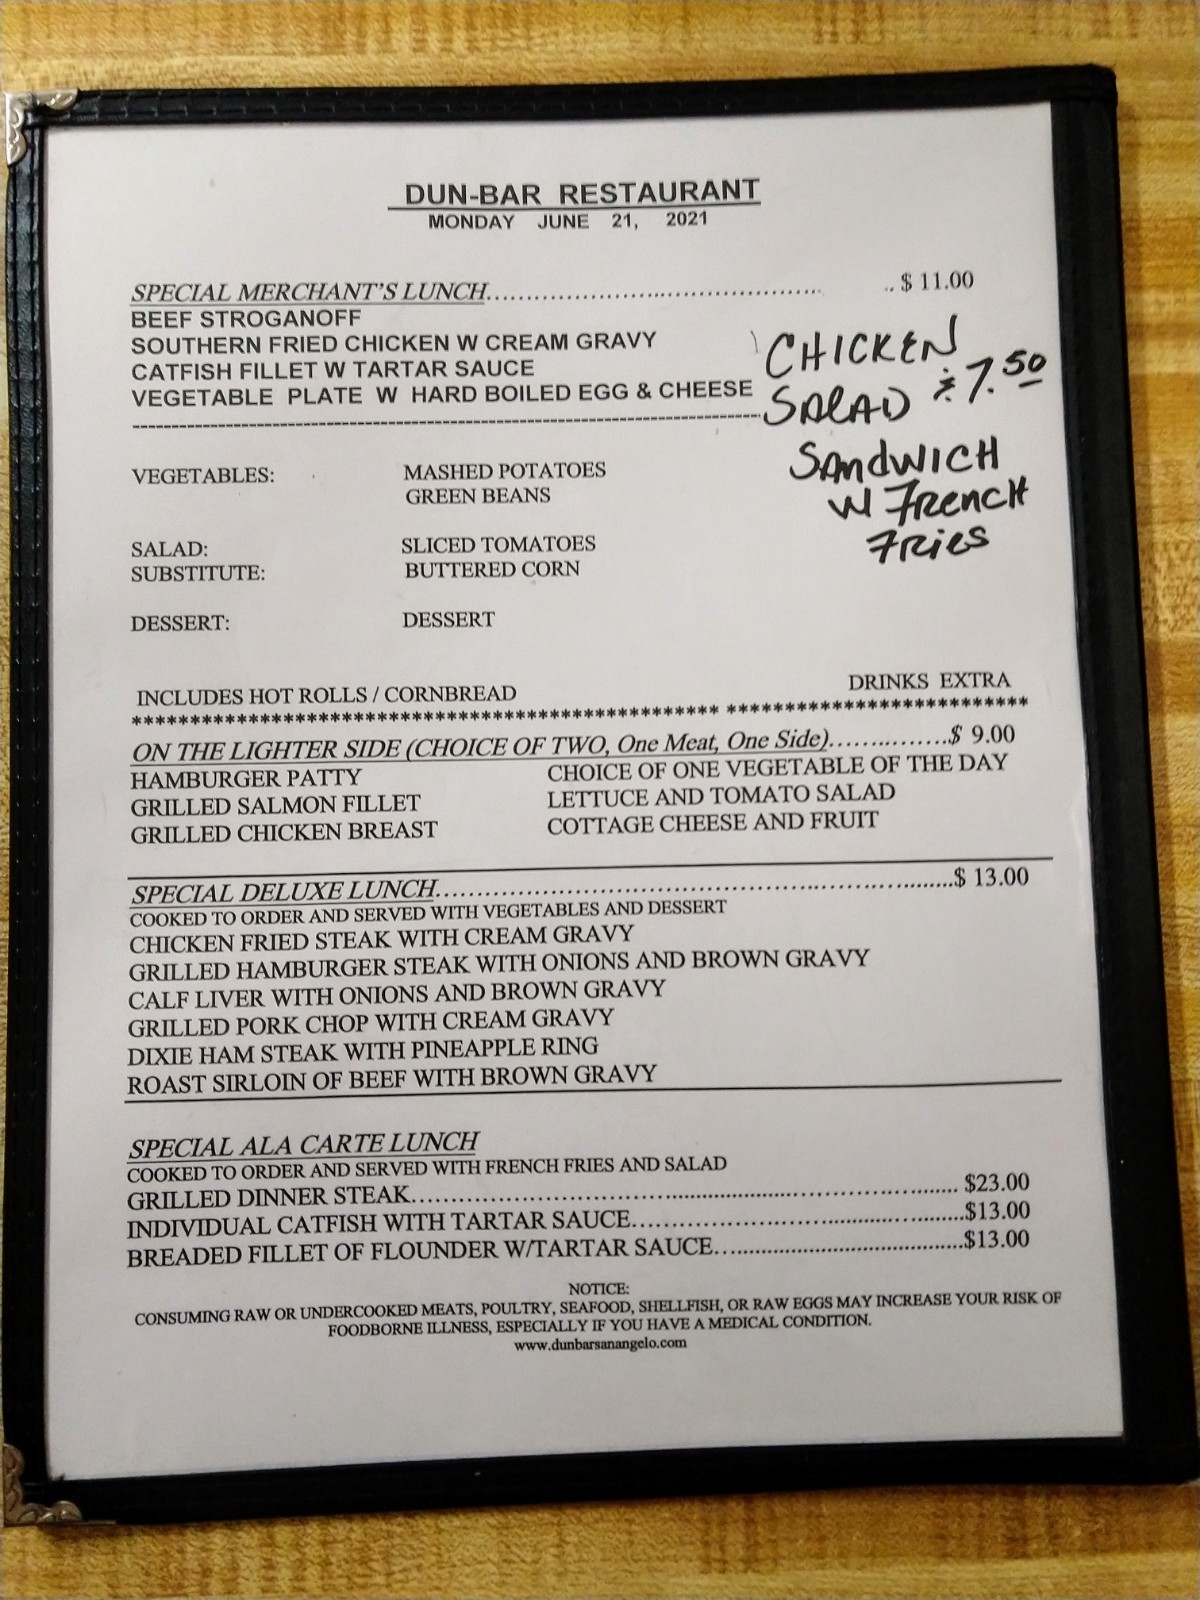 DUN-BAR RESTAURANT
MONDAY JUNE 21, 2021
SPECIAL MERCHANT'S LUNCH.......................................... $ 11.00
BEEF STROGANOFF
SOUTHERN FRIED CHICKEN W CREAM GRAVY
CATFISH FILLET W TARTAR SAUCE
VEGETABLE PLATE W HARD BOILED EGG & CHEESE
CHICKEN
SALAD $7.50
SANDWICH
W FRENCH
FRIES
--------------------------------------------------------------------------------
VEGETABLES: MASHED POTATOES
GREEN BEANS
SALAD: SLICED TOMATOES
SUBSTITUTE: BUTTERED CORN
DESSERT: DESSERT
INCLUDES HOT ROLLS / CORNBREAD DRINKS EXTRA
*****************************************************************************
ON THE LIGHTER SIDE (CHOICE OF TWO, One Meat, One Side)..............$ 9.00
HAMBURGER PATTY CHOICE OF ONE VEGETABLE OF THE DAY
GRILLED SALMON FILLET LETTUCE AND TOMATO SALAD
GRILLED CHICKEN BREAST COTTAGE CHEESE AND FRUIT
SPECIAL DELUXE LUNCH..............................................................$ 13.00
COOKED TO ORDER AND SERVED WITH VEGETABLES AND DESSERT
CHICKEN FRIED STEAK WITH CREAM GRAVY
GRILLED HAMBURGER STEAK WITH ONIONS AND BROWN GRAVY
CALF LIVER WITH ONIONS AND BROWN GRAVY
GRILLED PORK CHOP WITH CREAM GRAVY
DIXIE HAM STEAK WITH PINEAPPLE RING
ROAST SIRLOIN OF BEEF WITH BROWN GRAVY
SPECIAL ALA CARTE LUNCH
COOKED TO ORDER AND SERVED WITH FRENCH FRIES AND SALAD
GRILLED DINNER STEAK.................................................................. $23.00
INDIVIDUAL CATFISH WITH TARTAR SAUCE........................................$13.00
BREADED FILLET OF FLOUNDER W/TARTAR SAUCE..............................$13.00
NOTICE:
CONSUMING RAW OR UNDERCOOKED MEATS, POULTRY, SEAFOOD, SHELLFISH, OR RAW EGGS MAY INCREASE YOUR RISK OF
FOODBORNE ILLNESS, ESPECIALLY IF YOU HAVE A MEDICAL CONDITION.
www.dunbarsanangelo.com